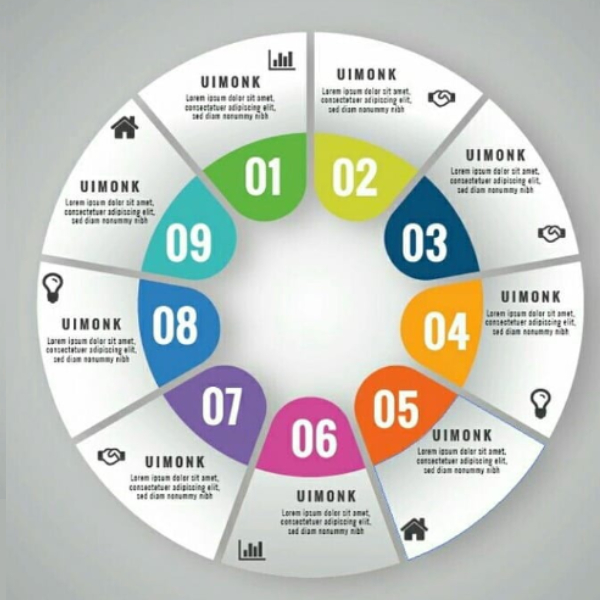 01
UIMONK
Lorem ipsum dolor sit amet,
consectetuer adipiscing elit,
sed diam nonummy nibh
02
UIMONK
Lorem ipsum dolor sit amet,
consectetuer adipiscing elit,
sed diam nonummy nibh
03
UIMONK
Lorem ipsum dolor sit amet,
consectetuer adipiscing elit,
sed diam nonummy nibh
04
UIMONK
Lorem ipsum dolor sit amet,
consectetuer adipiscing elit,
sed diam nonummy nibh
05
UIMONK
Lorem ipsum dolor sit amet,
consectetuer adipiscing elit,
sed diam nonummy nibh
06
UIMONK
Lorem ipsum dolor sit amet,
consectetuer adipiscing elit,
sed diam nonummy nibh
07
UIMONK
Lorem ipsum dolor sit amet,
consectetuer adipiscing elit,
sed diam nonummy nibh
08
UIMONK
Lorem ipsum dolor sit amet,
consectetuer adipiscing elit,
sed diam nonummy nibh
09
UIMONK
Lorem ipsum dolor sit amet,
consectetuer adipiscing elit,
sed diam nonummy nibh